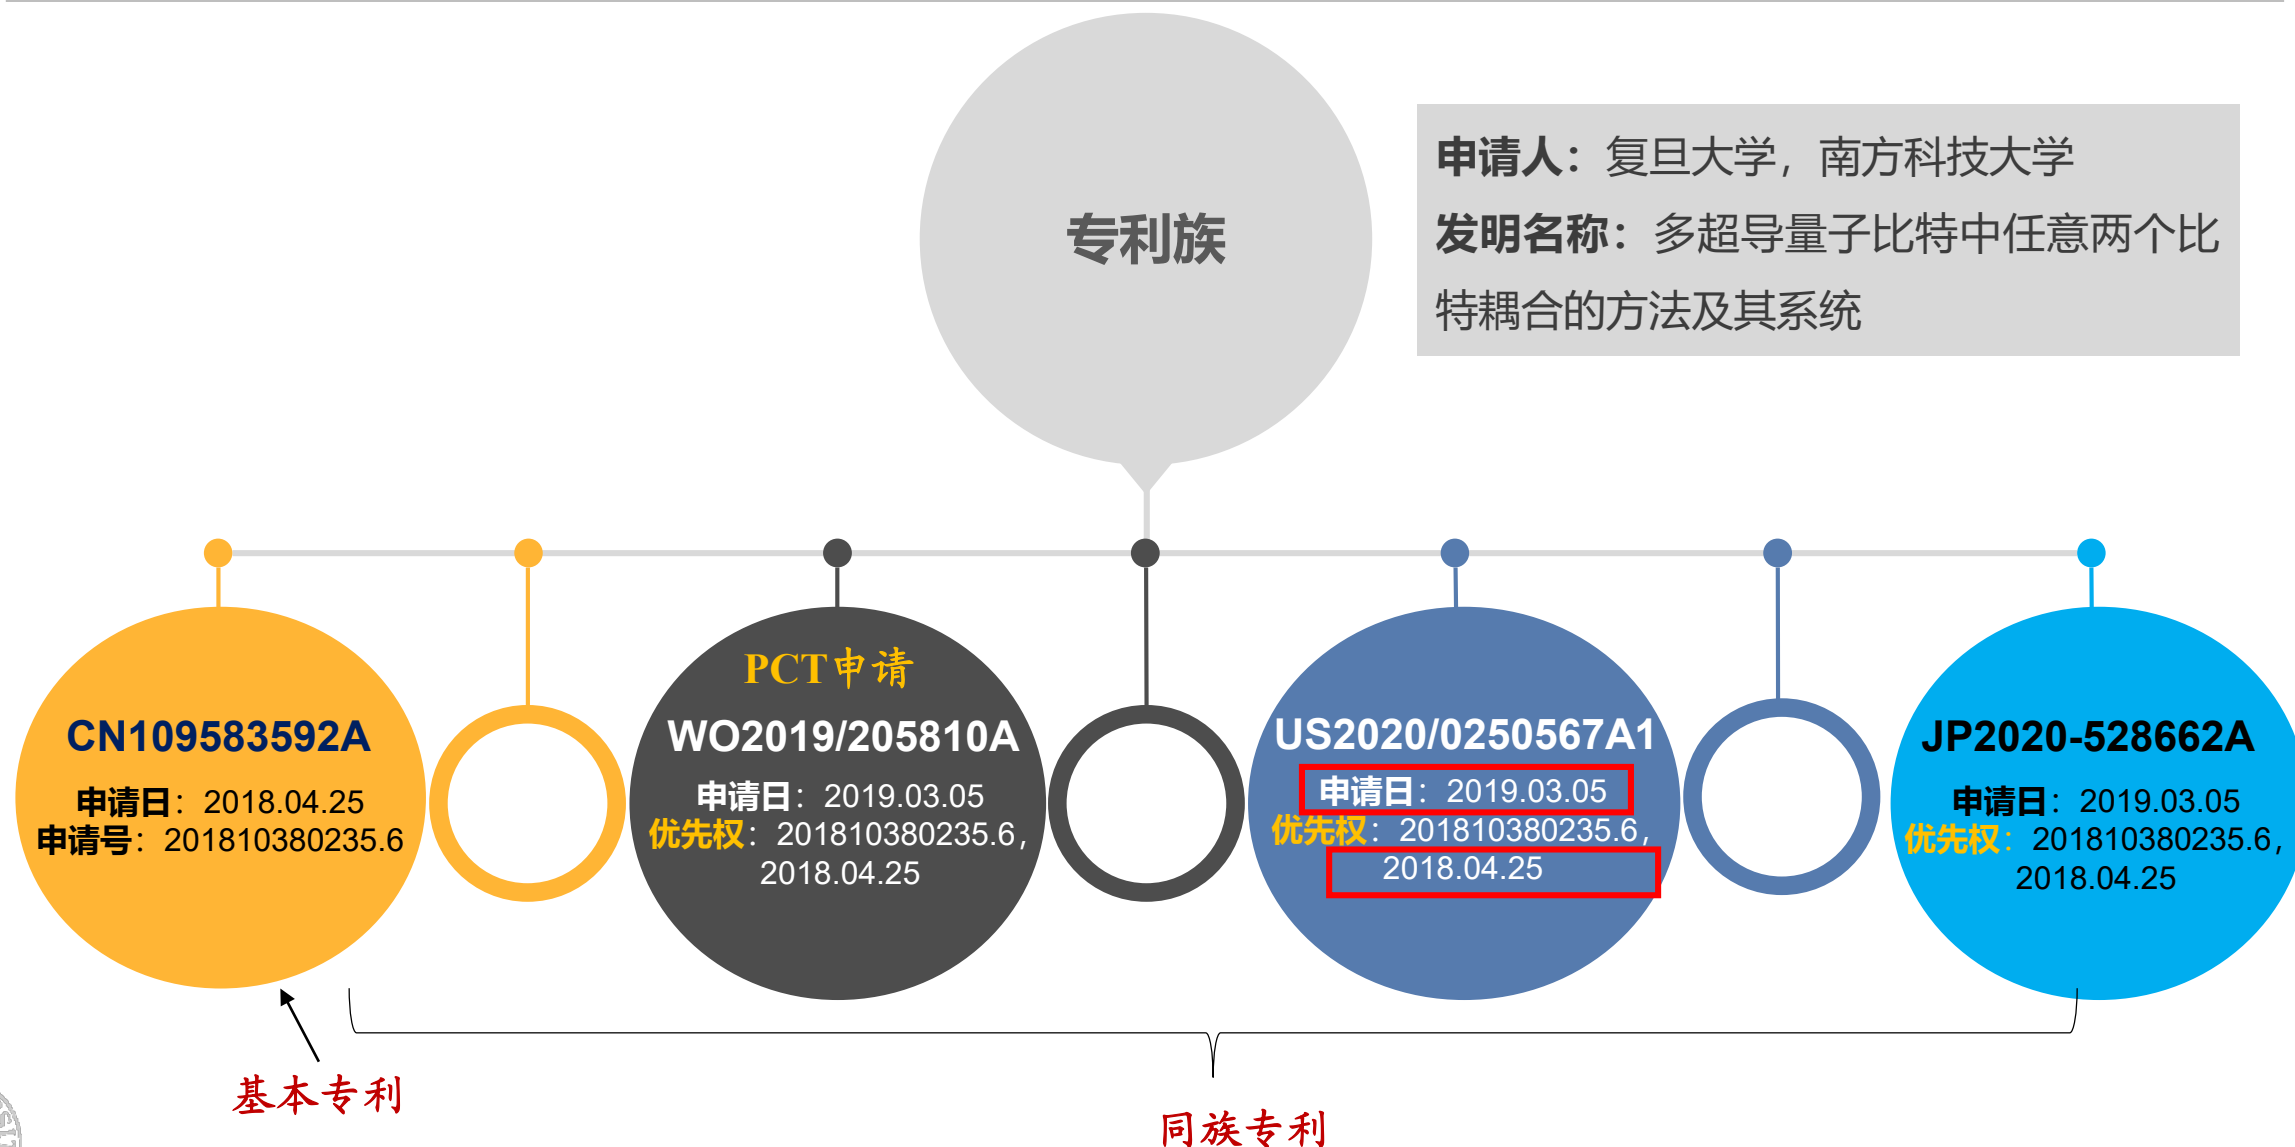 专利族
申请人：复旦大学，南方科技大学
发明名称：多超导量子比特中任意两个比
特耦合的方法及其系统
CN109583592A
申请日：2018.04.25
申请号：201810380235.6
PCT申请
WO2019/205810A
申请日：2019.03.05
优先权：201810380235.6，
2018.04.25
US2020/0250567A1
申请日：2019.03.05
优先权：201810380235.6，
2018.04.25
JP2020-528662A
申请日：2019.03.05
优先权：201810380235.6，
2018.04.25
基本专利
同族专利